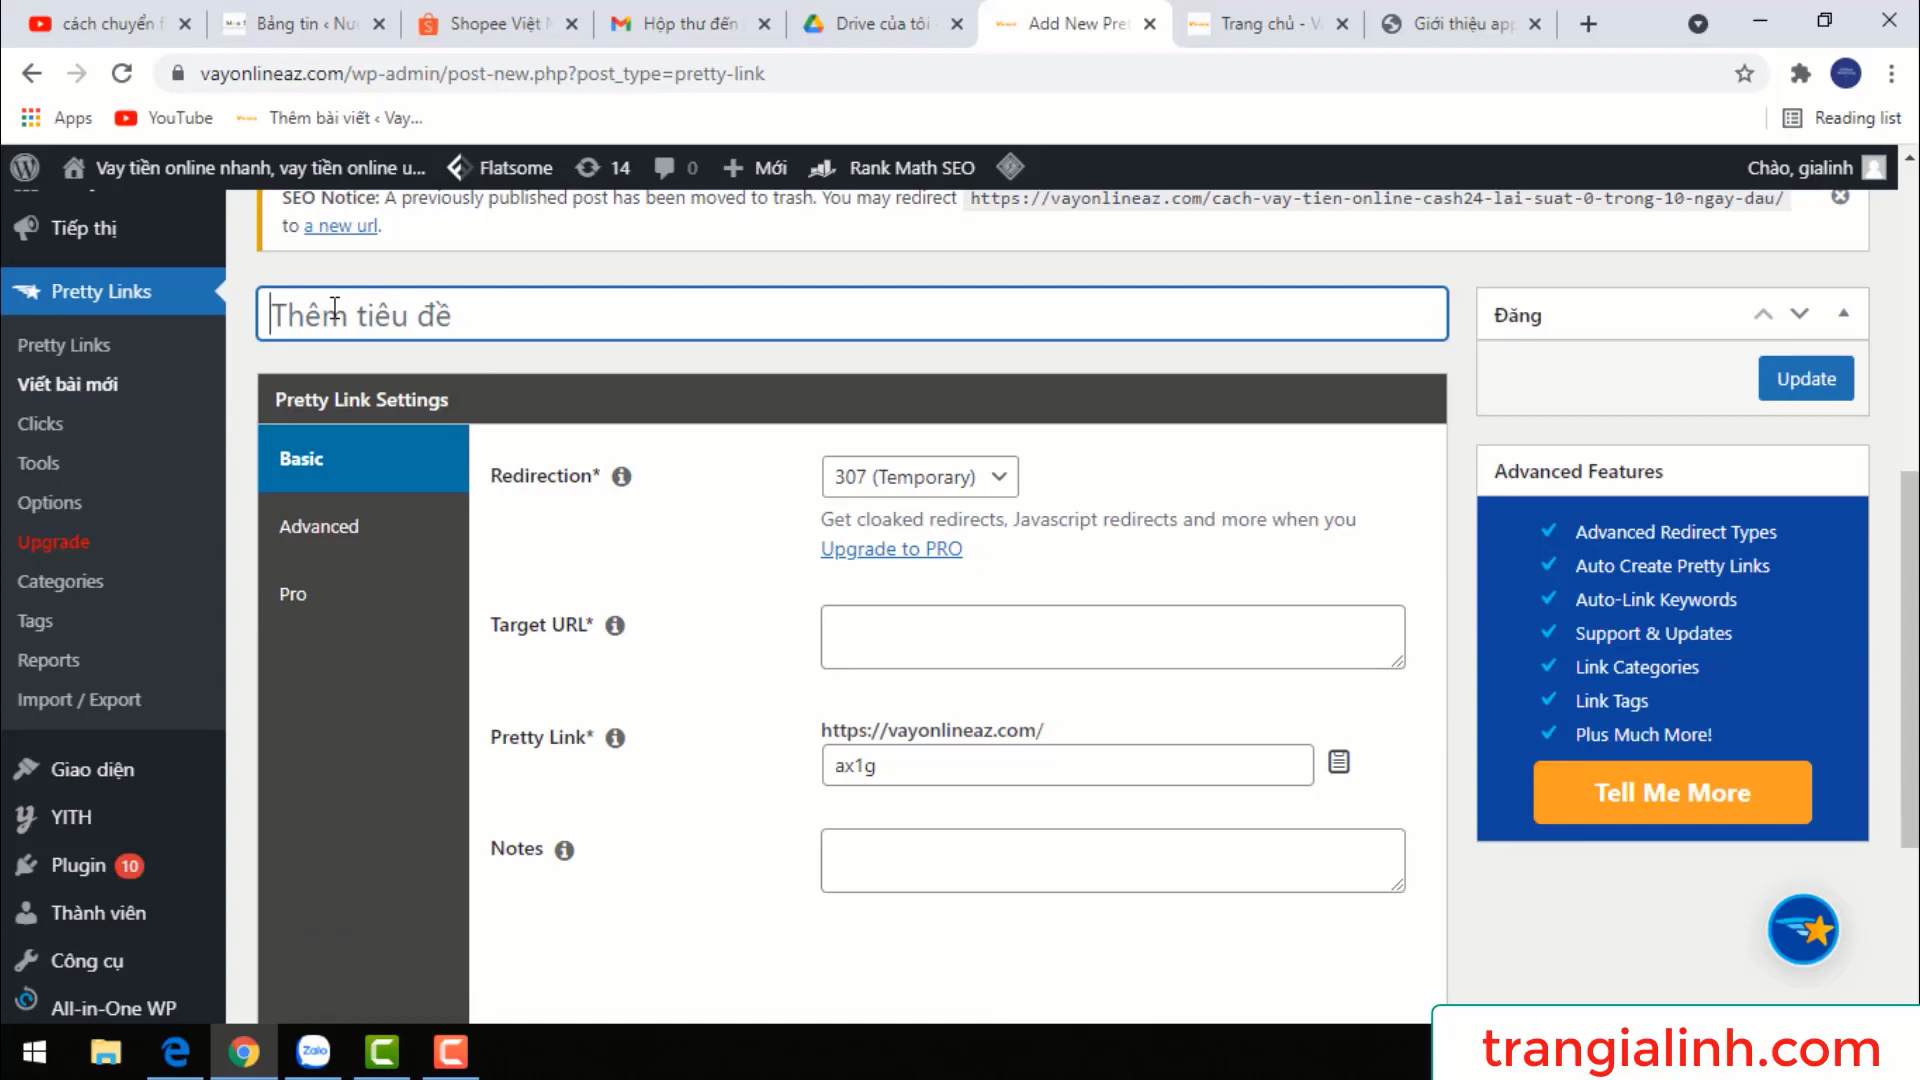 cách chuyển f
Bảng tin ‹ Nư
Shopee Việt
Hộp thư đến
Drive của tôi
Add New Pret
Trang chủ - V
Giới thiệu app
vayonlineaz.com/wp-admin/post-new.php?post_type=pretty-link
Apps
YouTube
Thêm bài viết ‹ Vay...
Reading list
Vay tiền online nhanh, vay tiền online u...
Flatsome
14
0
Mới
Rank Math SEO
Chào, gialinh
SEO Notice: A previously published post has been moved to trash. You may redirect https://vayonlineaz.com/cach-vay-tien-online-cash24-lai-suat-0-trong-10-ngay-dau/
to a new url.
Tiếp thị
Pretty Links
Pretty Links
Viết bài mới
Clicks
Tools
Options
Upgrade
Categories
Tags
Reports
Import / Export
Giao diện
YITH
Plugin 10
Thành viên
Công cụ
All-in-One WP
Thêm tiêu đề
Pretty Link Settings
Basic
Advanced
Pro
Redirection*
307 (Temporary)
Get cloaked redirects, Javascript redirects and more when you
Upgrade to PRO
Target URL*
Pretty Link*
https://vayonlineaz.com/
ax1g
Notes
Đăng
Update
Advanced Features
Advanced Redirect Types
Auto Create Pretty Links
Auto-Link Keywords
Support & Updates
Link Categories
Link Tags
Plus Much More!
Tell Me More
Zalo
trangialinh.com